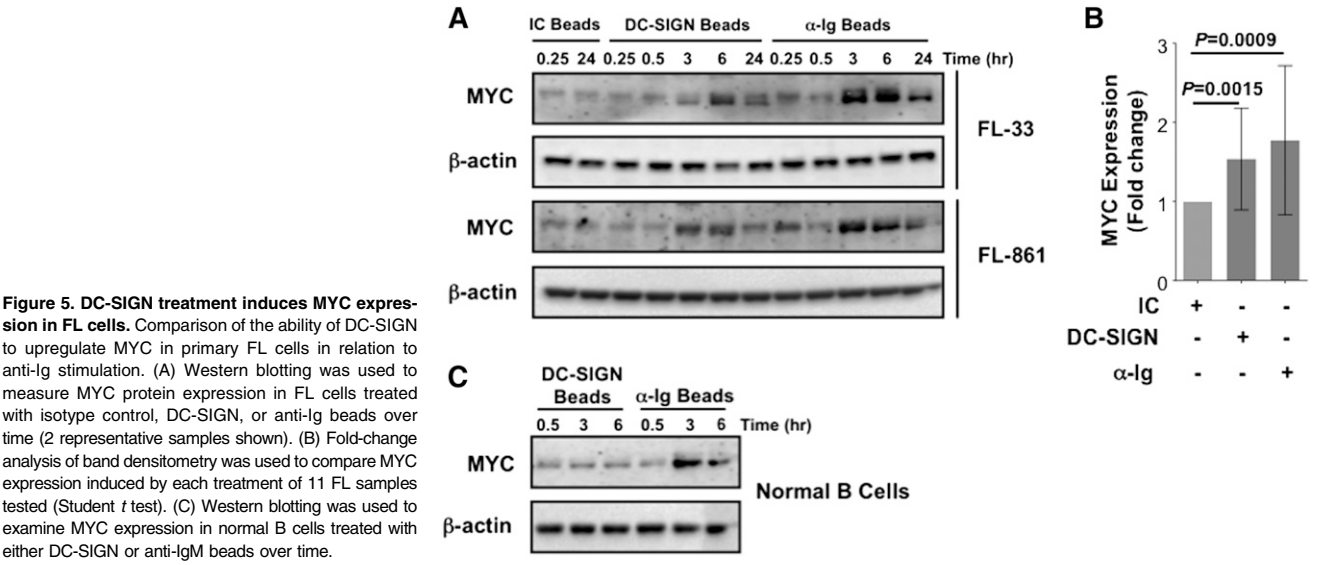 A
IC Beads DC-SIGN Beads α-Ig Beads
0.25 24 0.25 0.5 3 6 24 0.25 0.5 3 6 24 Time (hr)
MYC
β-actin
FL-33
MYC
β-actin
FL-861
B
MYC Expression
(Fold change)
3
2
1
0
P=0.0009
P=0.0015
IC + - -
DC-SIGN - + -
α-Ig - - +
C
DC-SIGN
Beads α-Ig Beads
0.5 3 6 0.5 3 6 Time (hr)
MYC
β-actin
Normal B Cells
Figure 5. DC-SIGN treatment induces MYC expres-
sion in FL cells. Comparison of the ability of DC-SIGN
to upregulate MYC in primary FL cells in relation to
anti-Ig stimulation. (A) Western blotting was used to
measure MYC protein expression in FL cells treated
with isotype control, DC-SIGN, or anti-Ig beads over
time (2 representative samples shown). (B) Fold-change
analysis of band densitometry was used to compare MYC
expression induced by each treatment of 11 FL samples
tested (Student t test). (C) Western blotting was used to
examine MYC expression in normal B cells treated with
either DC-SIGN or anti-IgM beads over time.